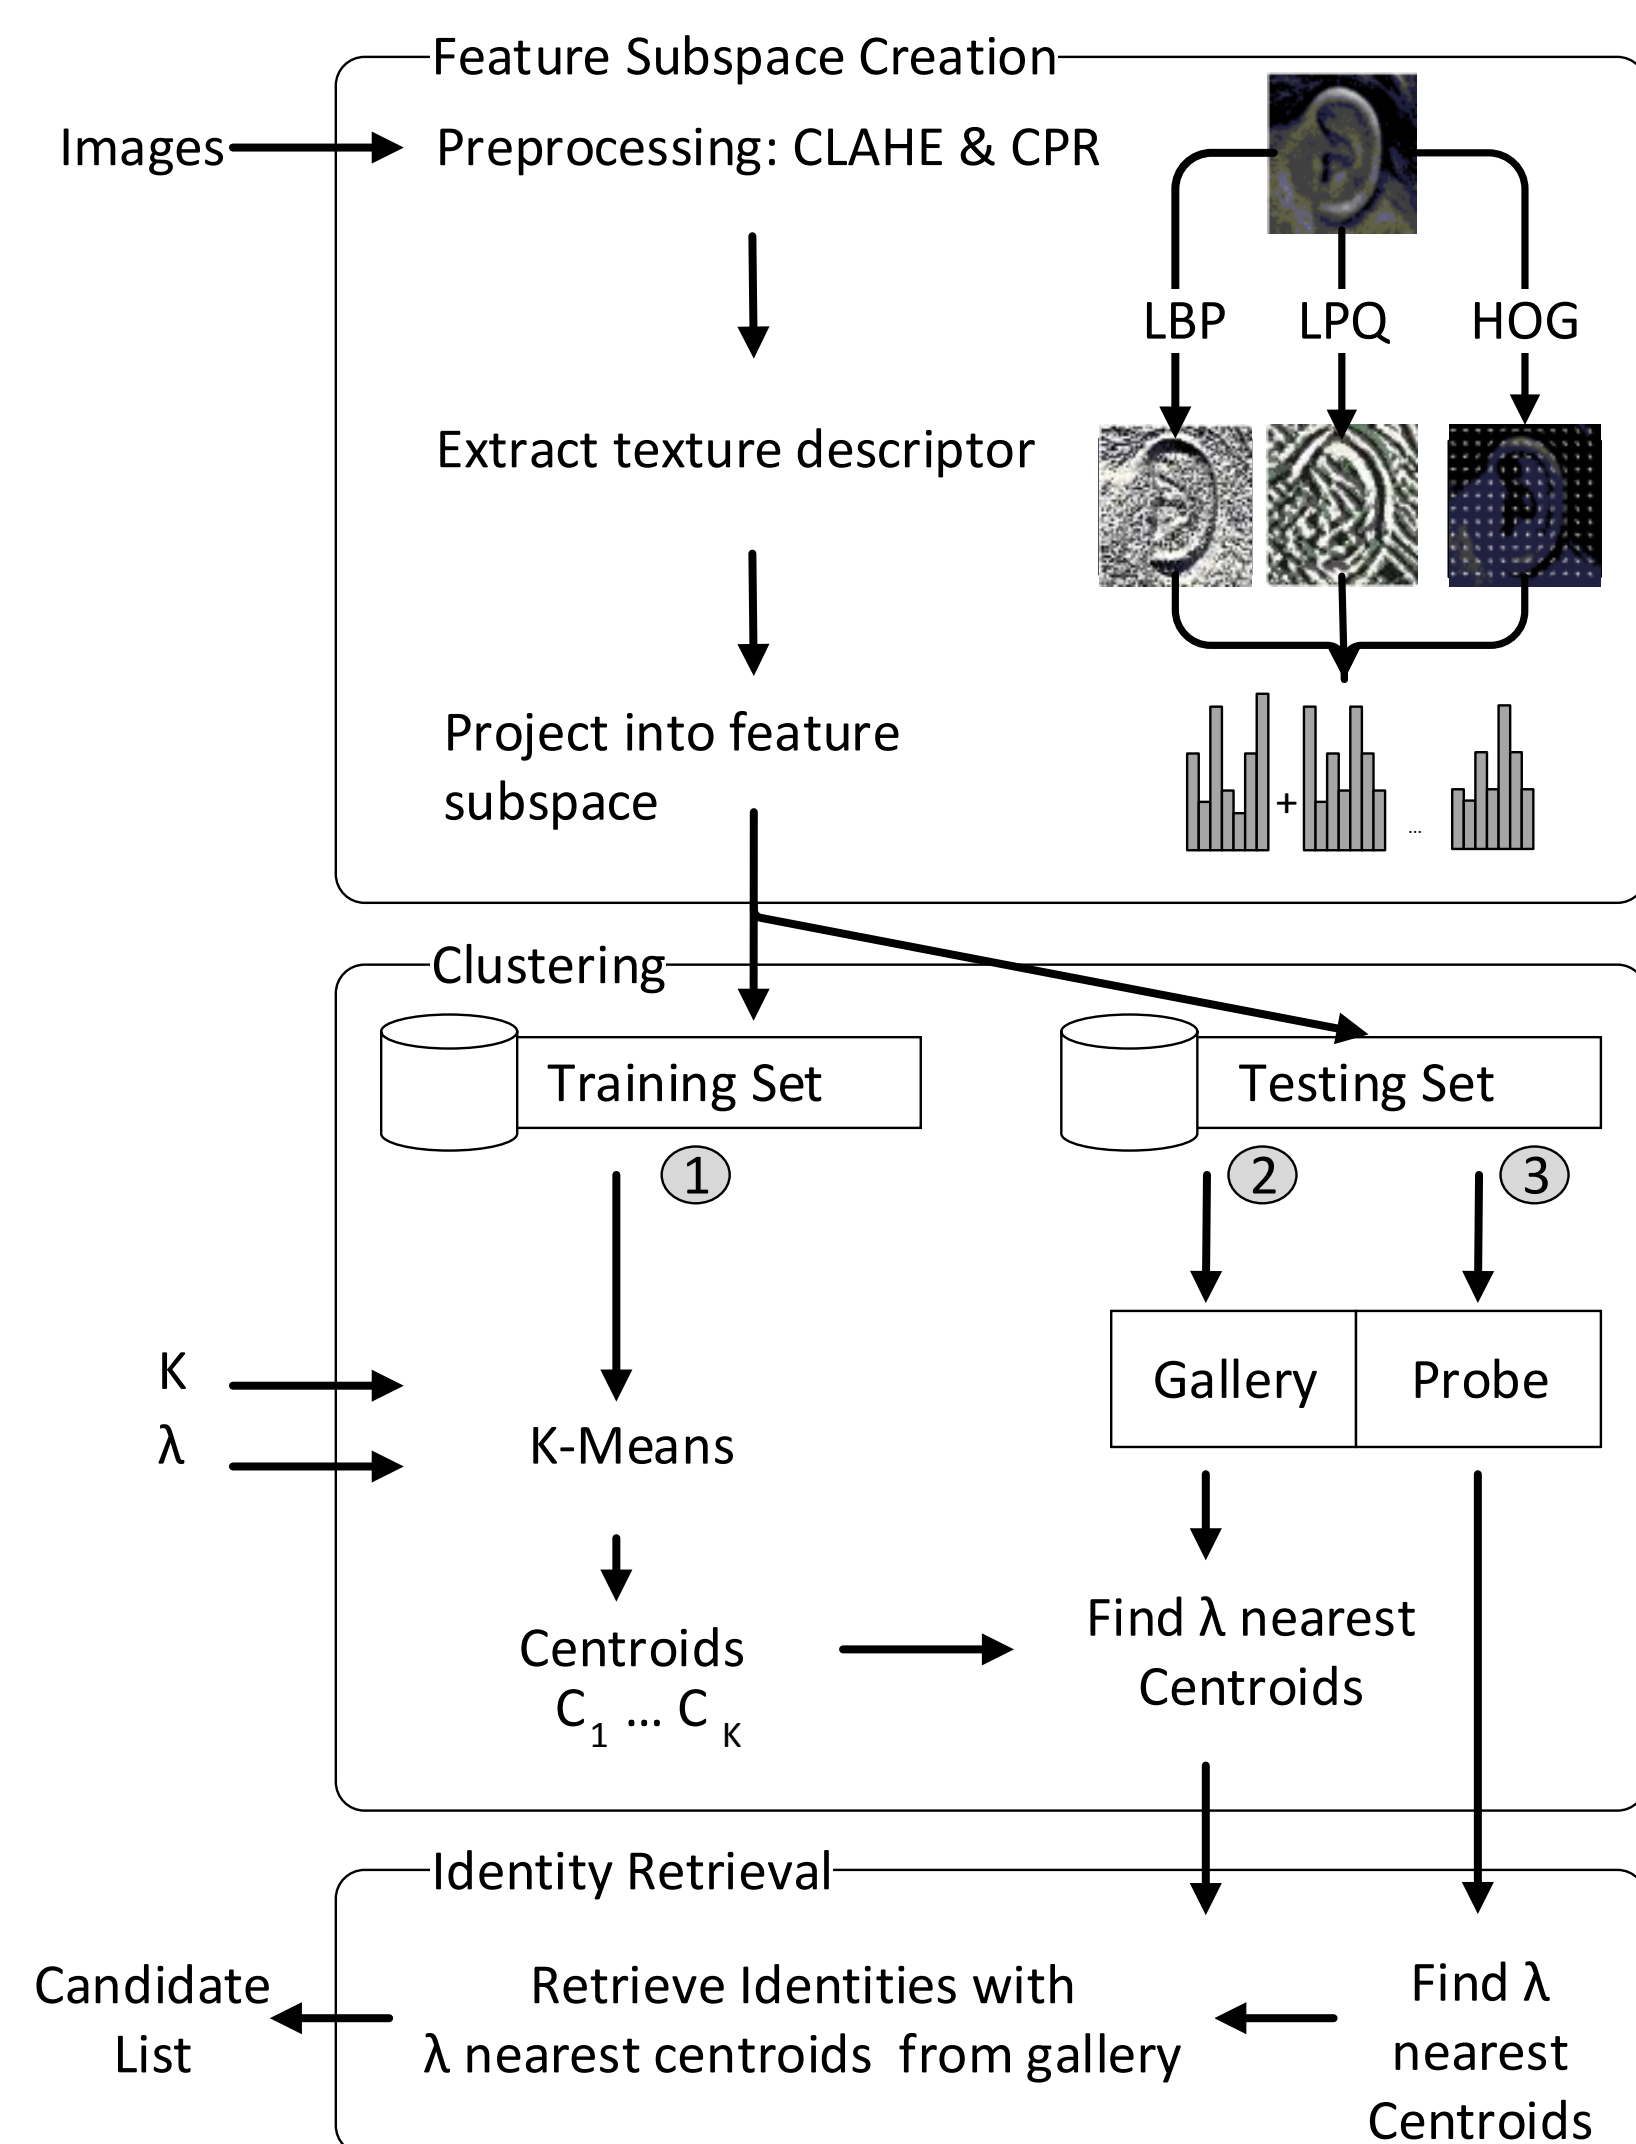 Feature Subspace Creation
Images
Preprocessing: CLAHE & CPR
LBP LPQ HOG
Extract texture descriptor
Project into feature
subspace
+ ...
Clustering
Training Set
Testing Set
1
2
3
K
λ
Gallery
Probe
K-Means
Centroids
C1 ... CK
Find λ nearest
Centroids
Identity Retrieval
Candidate
List
Retrieve Identities with
λ nearest centroids from gallery
Find λ
nearest
Centroids